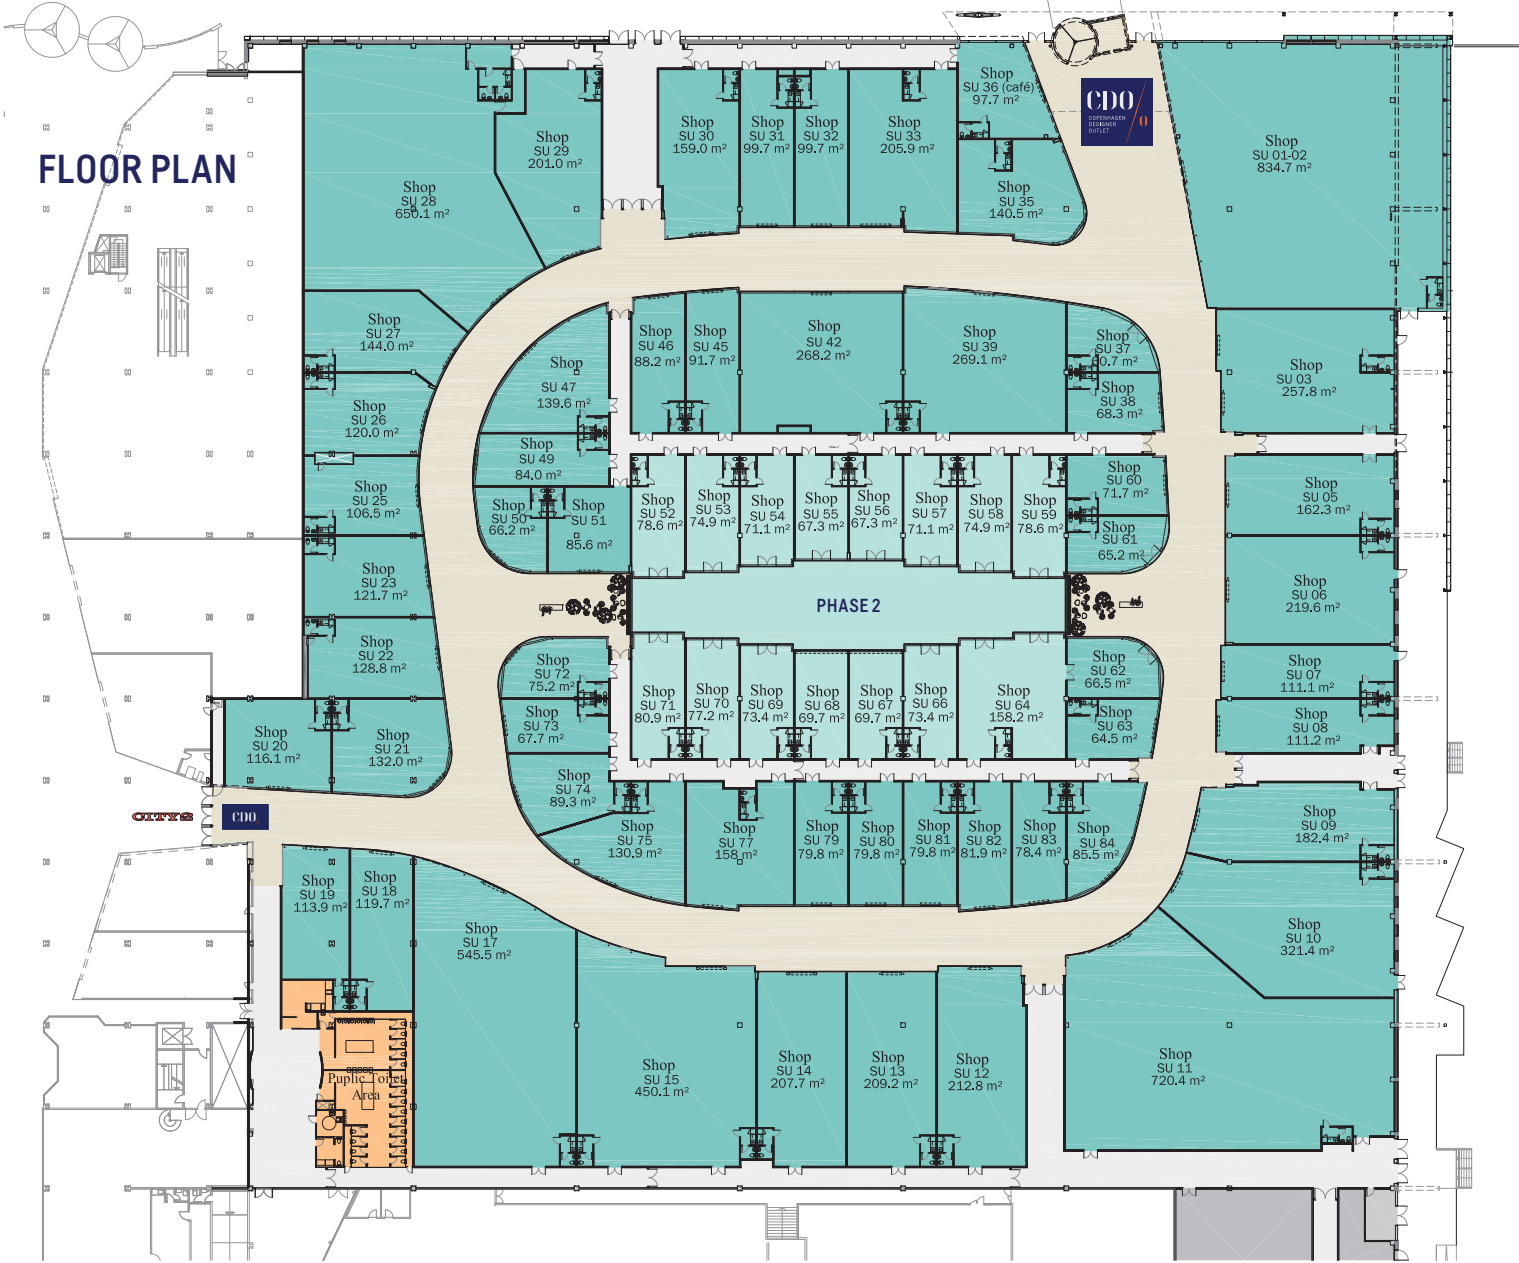 FLOOR PLAN
CDO/0
COPENHAGEN
DESIGNER
OUTLET
Shop
SU 36 (café)
97.7 m²
Shop
SU 01-02
834.7 m²
Shop
SU 28
650.1 m²
Shop
SU 29
201.0 m²
Shop
SU 30
159.0 m²
Shop
SU 31
99.7 m²
Shop
SU 32
99.7 m²
Shop
SU 33
205.9 m²
Shop
SU 35
140.5 m²
Shop
SU 27
144.0 m²
Shop
SU 47
139.6 m²
Shop
SU 46
88.2 m²
Shop
SU 45
91.7 m²
Shop
SU 42
268.2 m²
Shop
SU 39
269.1 m²
Shop
SU 37
0.7 m²
Shop
SU 38
68.3 m²
Shop
SU 03
257.8 m²
Shop
SU 26
120.0 m²
Shop
SU 49
84.0 m²
Shop
SU 25
106.5 m²
Shop
SU 50
66.2 m²
Shop
SU 51
85.6 m²
Shop
SU 52
78.6 m²
Shop
SU 53
74.9 m²
Shop
SU 54
71.1 m²
Shop
SU 55
67.3 m²
Shop
SU 56
67.3 m²
Shop
SU 57
71.1 m²
Shop
SU 58
74.9 m²
Shop
SU 59
78.6 m²
Shop
SU 60
71.7 m²
Shop
SU 61
65.2 m²
Shop
SU 05
162.3 m²
Shop
SU 23
121.7 m²
Shop
SU 06
219.6 m²
PHASE 2
Shop
SU 22
128.8 m²
Shop
SU 72
75.2 m²
Shop
SU 73
67.7 m²
Shop
SU 71
80.9 m²
Shop
SU 70
77.2 m²
Shop
SU 69
73.4 m²
Shop
SU 68
69.7 m²
Shop
SU 67
69.7 m²
Shop
SU 66
73.4 m²
Shop
SU 64
158.2 m²
Shop
SU 62
66.5 m²
Shop
SU 63
64.5 m²
Shop
SU 07
111.1 m²
Shop
SU 08
111.2 m²
Shop
SU 20
116.1 m²
Shop
SU 21
132.0 m²
CITY2
CDO
Shop
SU 74
89.3 m²
Shop
SU 75
130.9 m²
Shop
SU 77
158 m²
Shop
SU 79
79.8 m²
Shop
SU 80
79.8 m²
Shop
SU 81
79.8 m²
Shop
SU 82
81.9 m²
Shop
SU 83
78.4 m²
Shop
SU 84
85.5 m²
Shop
SU 09
182.4 m²
Shop
SU 19
113.9 m²
Shop
SU 18
119.7 m²
Shop
SU 17
545.5 m²
Shop
SU 10
321.4 m²
Shop
SU 15
450.1 m²
Shop
SU 14
207.7 m²
Shop
SU 13
209.2 m²
Shop
SU 12
212.8 m²
Shop
SU 11
720.4 m²
Puplic Toilet
Area